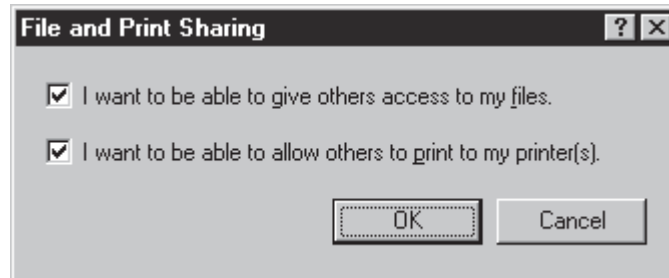 File and Print Sharing
I want to be able to give others access to my files.
I want to be able to allow others to print to my printer(s).
OK Cancel